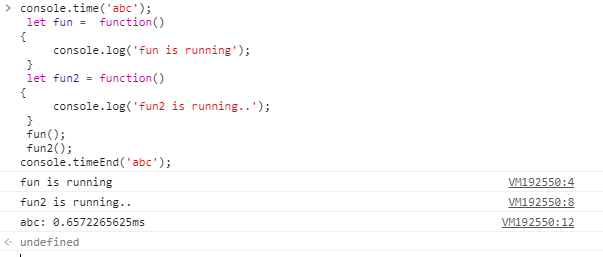 console.time('abc');
let fun = function()
{
console.log('fun is running');
}
let fun2 = function()
{
console.log('fun2 is running..');
}
fun();
fun2();
console.timeEnd('abc');
fun is running VM192550:4
fun2 is running.. VM192550:8
abc: 0.6572265625ms VM192550:12
undefined